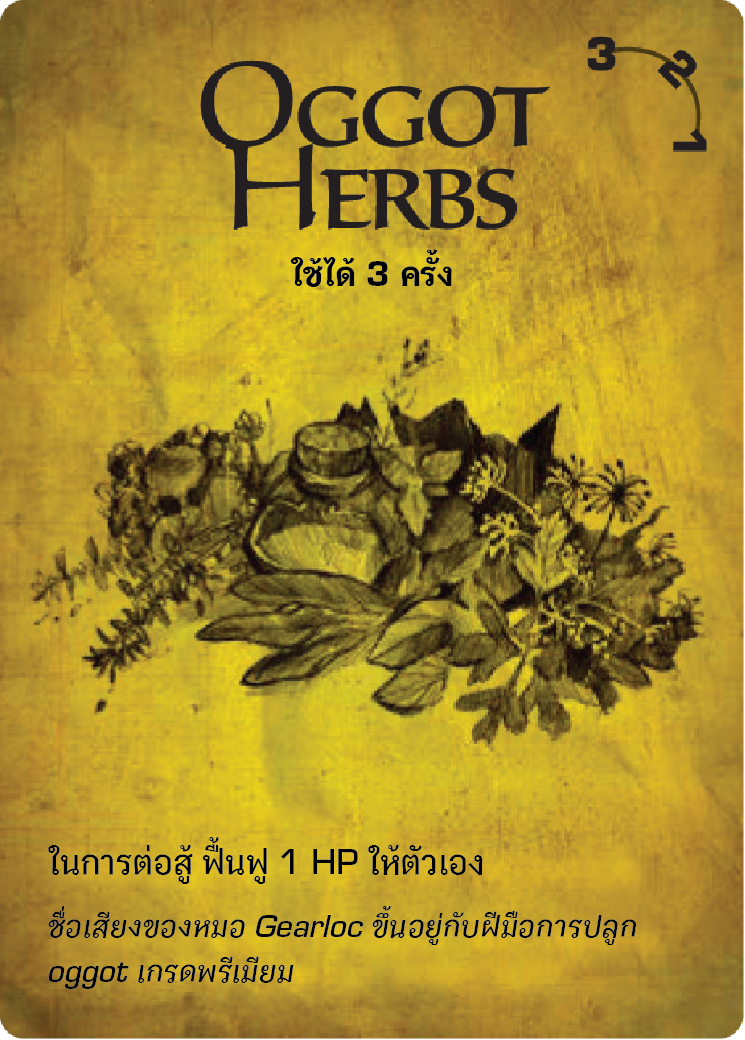 OGGOT
HERBS
3
2
1
ใช้ได้ 3 ครั้ง
ในการต่อสู้ ฟื้นฟู 1 HP ให้ตัวเอง
ชื่อเสียงของหมอ Gearloc ขึ้นอยู่กับฝีมือการปลูก
oggot เกรดพรีเมียม